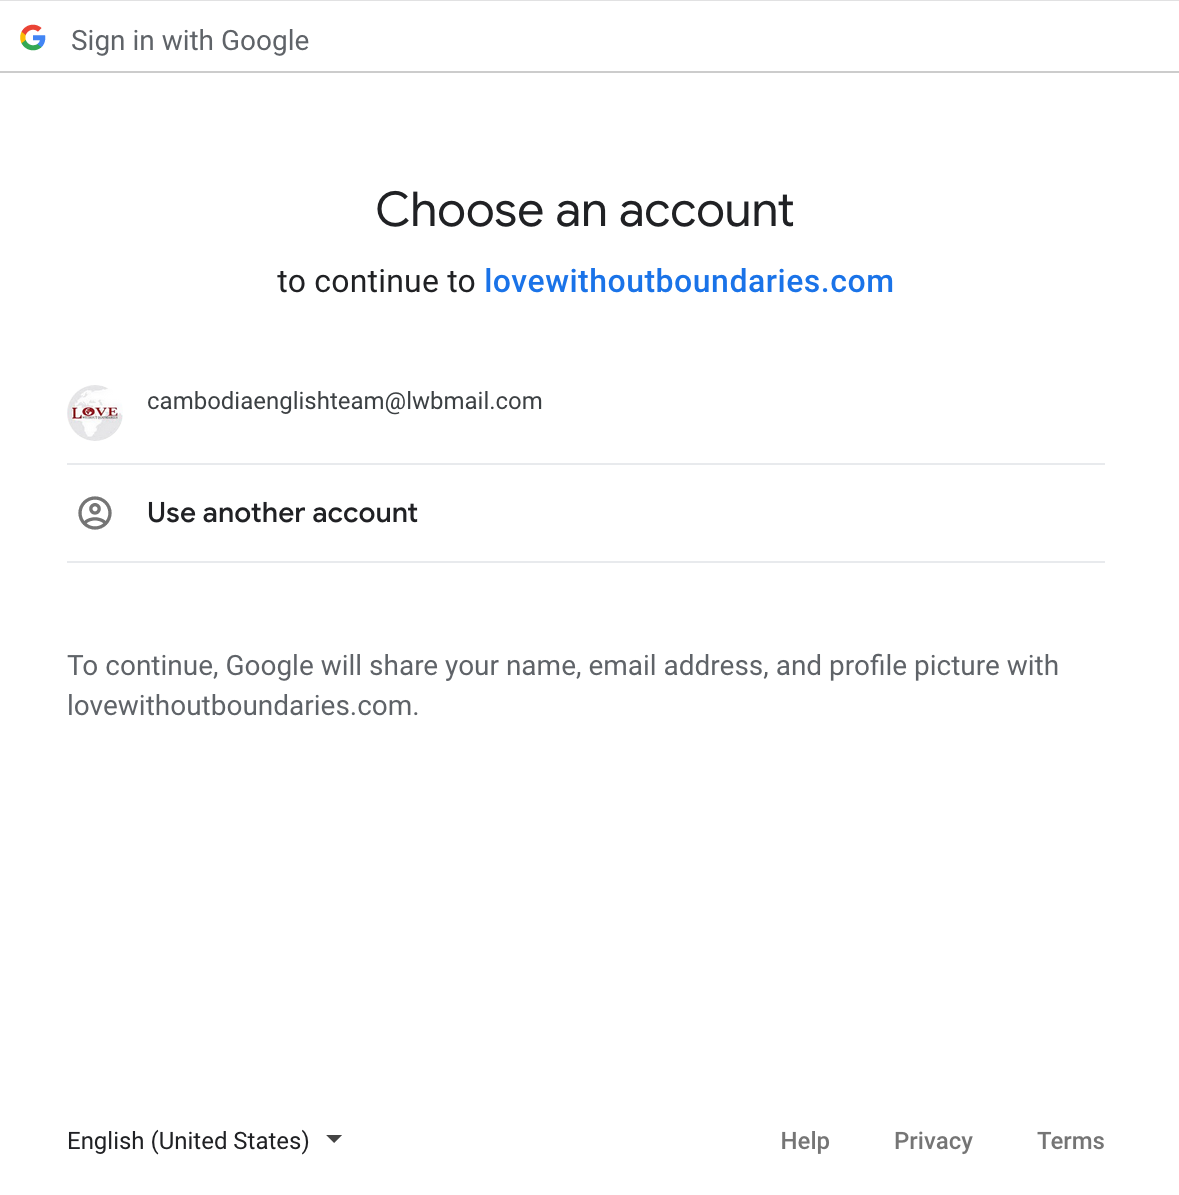 Sign in with Google
Choose an account
to continue to lovewithoutboundaries.com
LOVE
cambodiaenglishteam@lwbmail.com
Use another account
To continue, Google will share your name, email address, and profile picture with
lovewithoutboundaries.com.
English (United States)
Help Privacy Terms